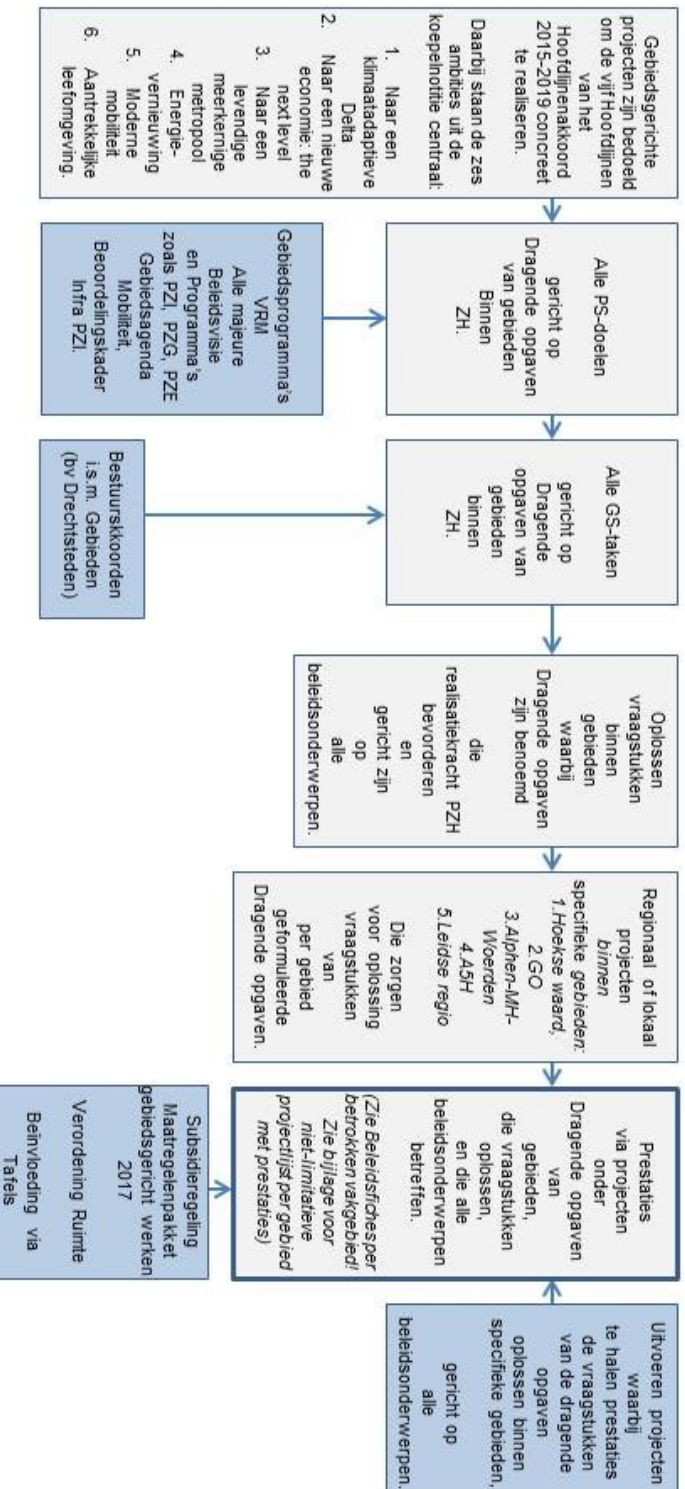 Gebiedsgerichte
projecten zijn bedoeld
om de vijf Hoofdlijnen
van het
Hoofdlijnenakkoord
2015-2019 concreet
te realiseren.
Daarbij staan de zes
ambities uit de
koepelnotitie centraal:
1. Naar een
klimaatadaptieve
Delta
2. Naar een nieuwe
economie: the
next level
3. Naar een
levendige
meerkernige
metropool
4. Energie-
vernieuwing
5. Moderne
mobiliteit
6. Aantrekkelijke
leefomgeving.
Alle PS-doelen
gericht op
Dragende opgaven
van gebieden
Binnen
ZH.
Gebiedsprogramma's
VRM
Alle majeure
Beleidsvisie
en Programma's
zoals PZI, PZG, PZE
Gebiedsagenda
Mobiliteit,
Beoordelingskader
Infra PZI.
Alle GS-taken
gericht op
Dragende
opgaven van
gebieden
binnen
ZH.
Bestuurskkoorden
i.s.m. Gebieden
(bv Drechtsteden)
Oplossen
vraagstukken
binnen
gebieden
waarbij
Dragende opgaven
zijn benoemd
die
realisatiekracht PZH
bevorderen
en
gericht zijn
op
alle
beleidsonderwerpen.
Regionaal of lokaal
projecten
binnen
specifieke gebieden:
1.Hoekse waard,
2.GO
3.Alphen-MH-
Woerden
4.A5H
5.Leidse regio
Die zorgen
voor oplossing
vraagstukken
van
per gebied
geformuleerde
Dragende opgaven.
Prestaties
via projecten
onder
Dragende opgaven
van
gebieden,
die vraagstukken
oplossen,
en die alle
beleidsonderwerpen
betreffen.
(Zie Beleidsfiches per
betrokken vakgebied!
Zie bijlage voor
niet-limitatieve
projectlijst per gebied
met prestaties)
Subsidieregeling
Maatregelenpakket
gebiedsgericht werken
2017
Verordening Ruimte
Beïnvloeding via
Tafels
Uitvoeren projecten
waarbij
te halen prestaties
de vraagstukken
van de dragende
opgaven
oplossen binnen
specifieke gebieden,
gericht op
alle
beleidsonderwerpen.